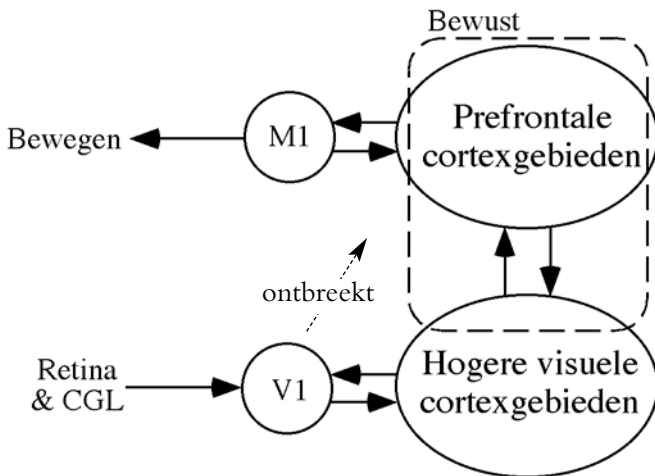 Bewust
Prefrontale
cortexgebieden
M1
Bewegen
ontbreekt
Retina
& CGL
V1
Hogere visuele
cortexgebieden